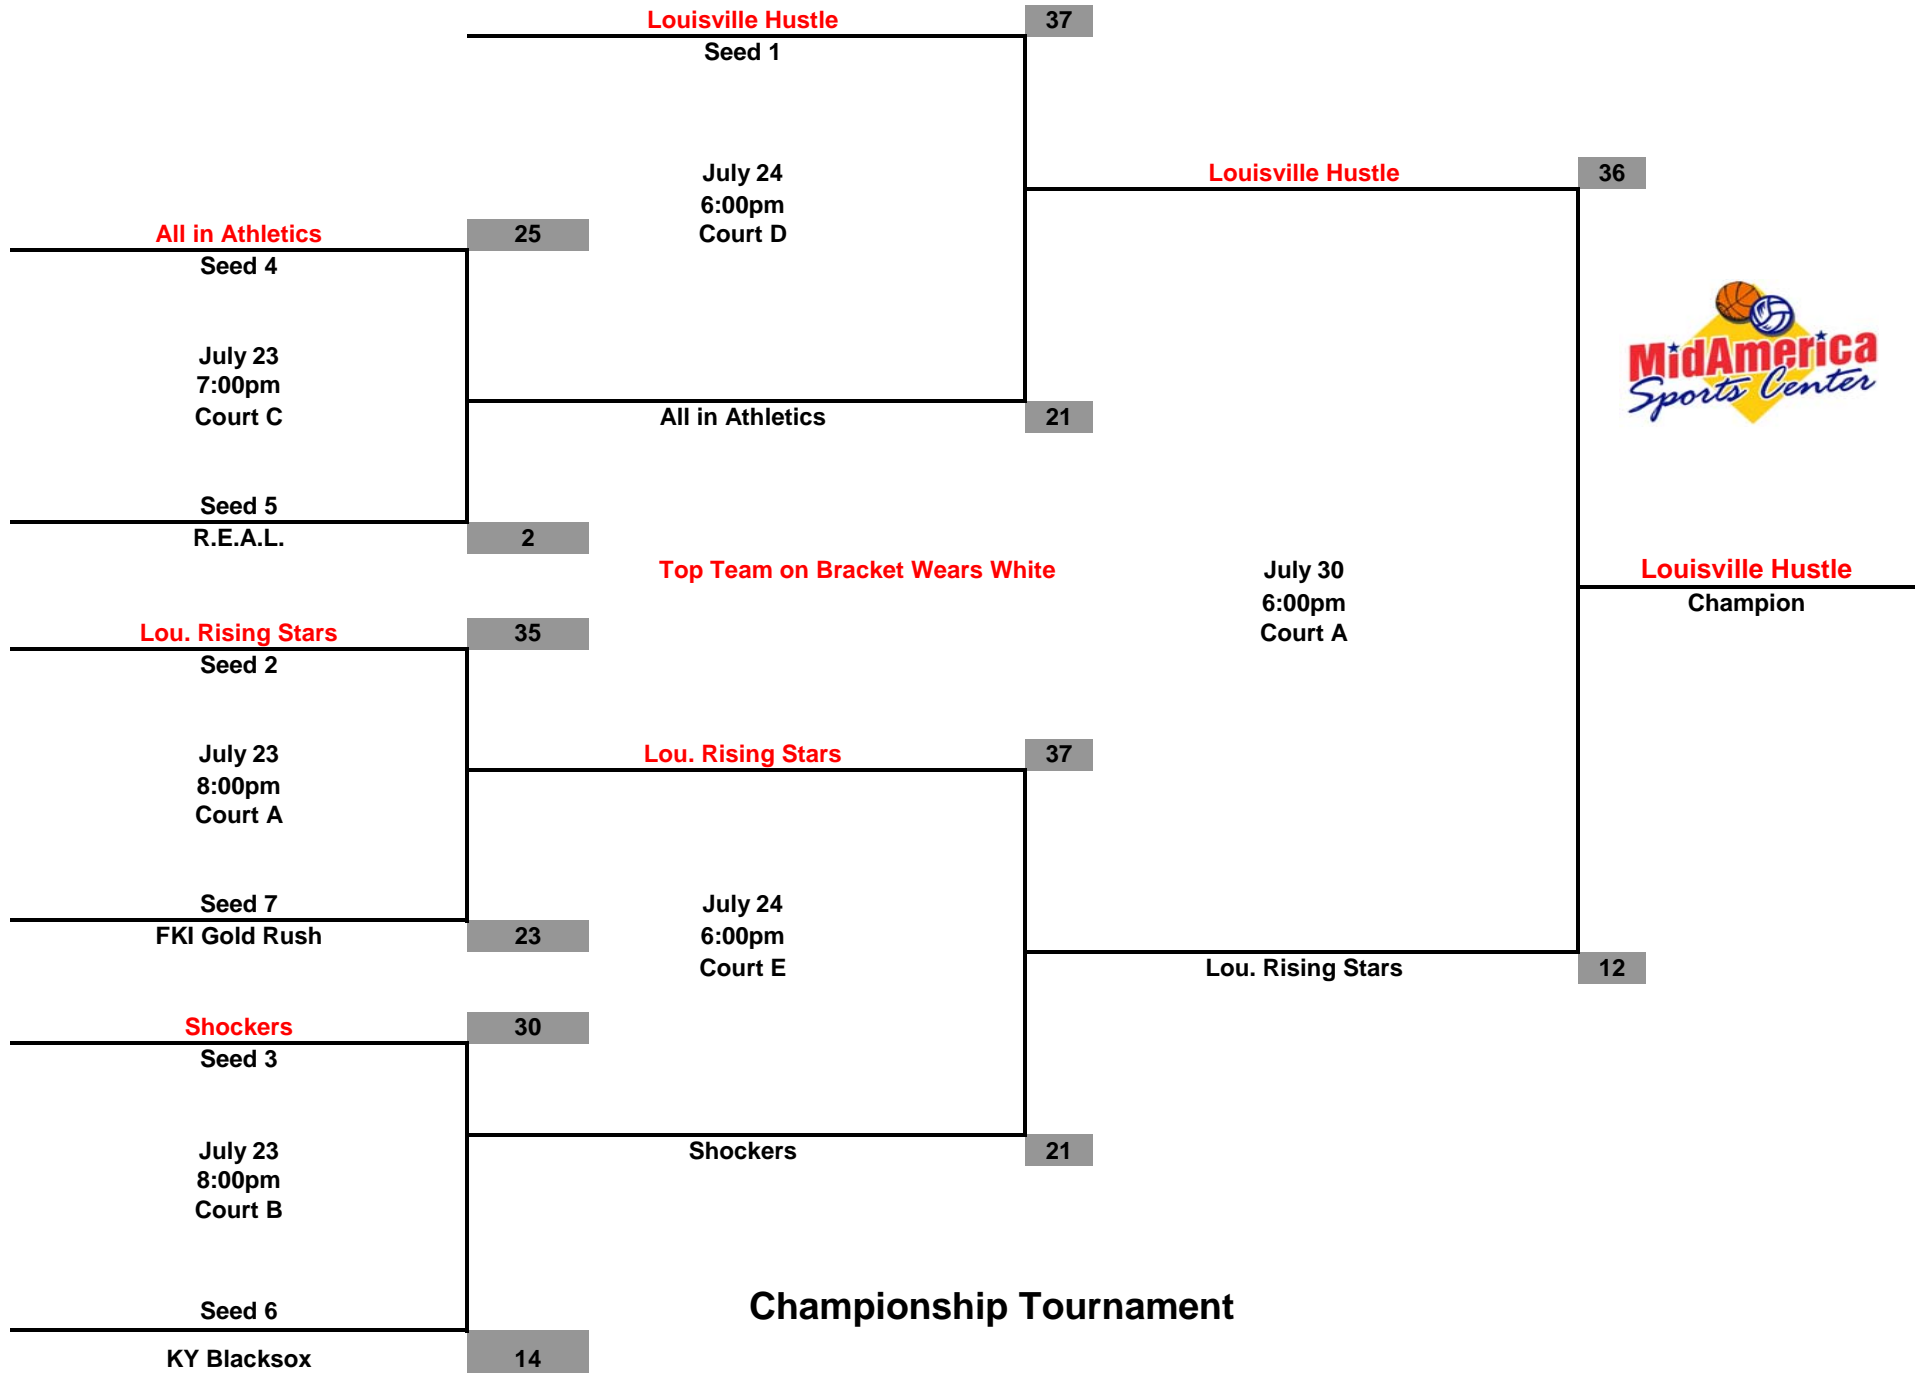 Louisville Hustle 37
Seed 1
July 24 Louisville Hustle 36
6:00pm
All in Athletics 25 Court D
Seed 4
MidAmerica
Sports Center
July 23
7:00pm
Court C All in Athletics 21
Seed 5
R.E.A.L. 2
Top Team on Bracket Wears White July 30 Louisville Hustle
6:00pm Champion
Lou. Rising Stars 35 Court A
Seed 2
July 23 Lou. Rising Stars 37
8:00pm
Court A
Seed 7 July 24
FKI Gold Rush 23 6:00pm
Court E Lou. Rising Stars 12
Shockers 30
Seed 3
July 23 Shockers 21
8:00pm
Court B
Seed 6 Championship Tournament
KY Blacksox 14